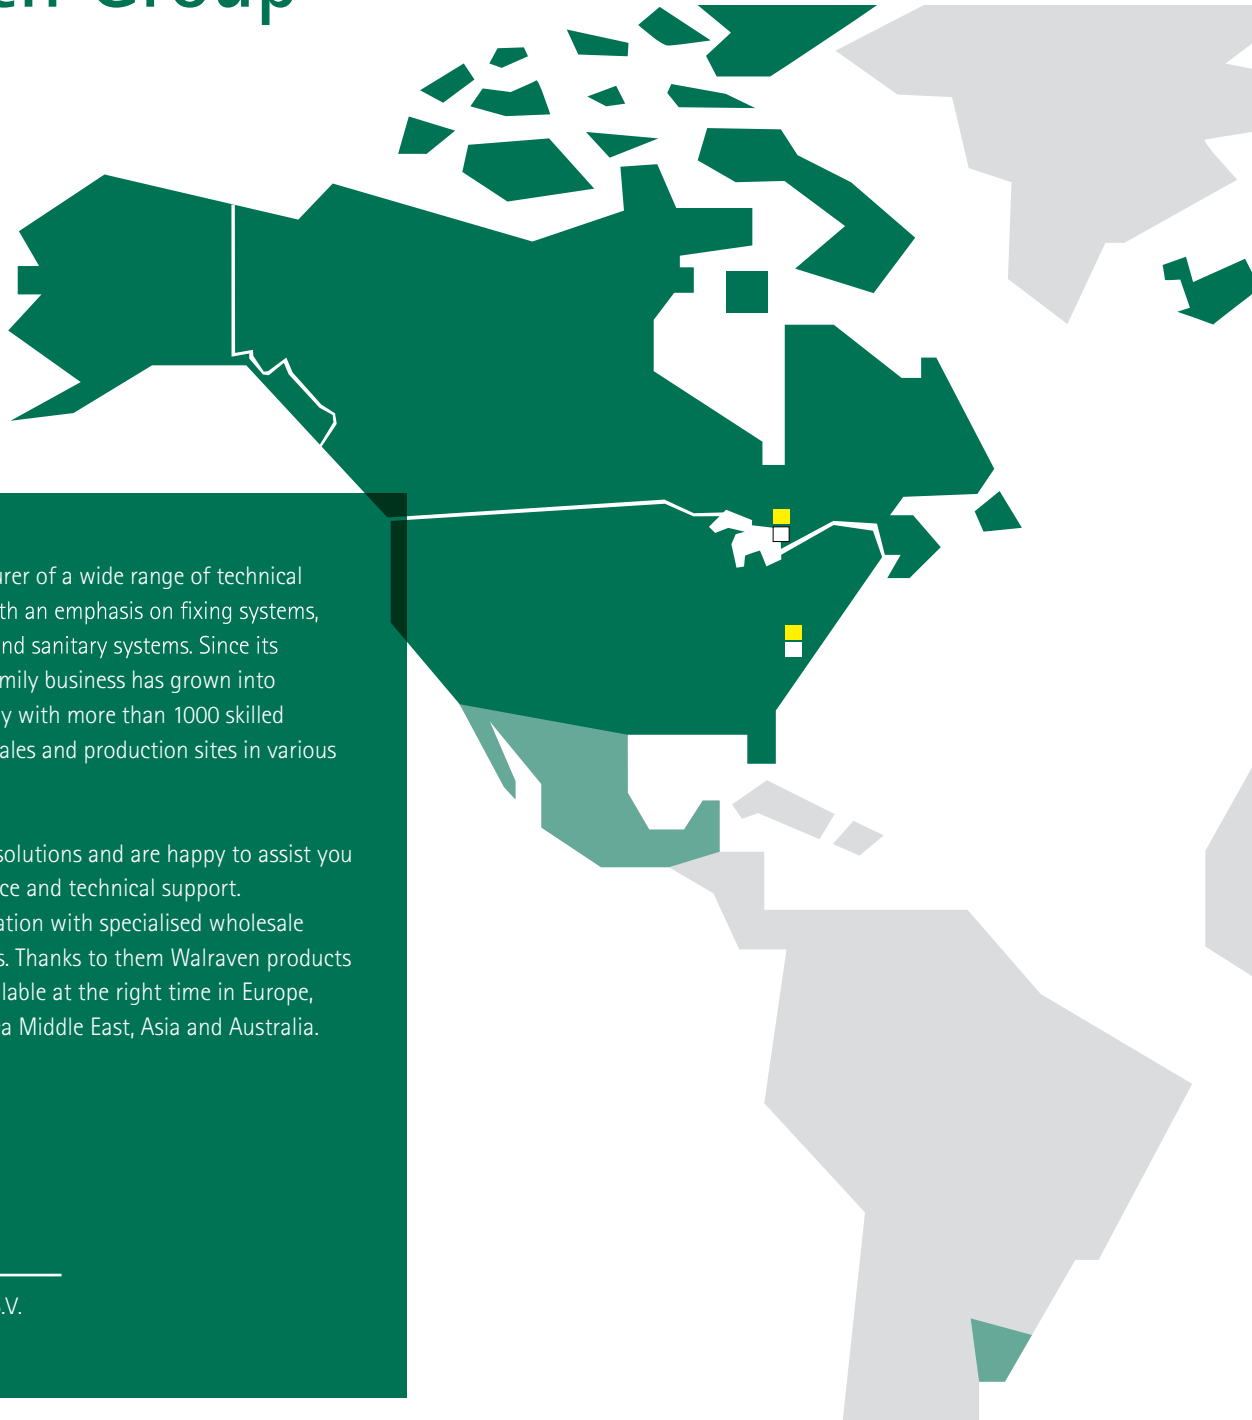 en Group
urer of a wide range of technical
th an emphasis on fixing systems,
nd sanitary systems. Since its
mily business has grown into
y with more than 1000 skilled
ales and production sites in various
solutions and are happy to assist you
ce and technical support.
ation with specialised wholesale
s. Thanks to them Walraven products
lable at the right time in Europe,
a Middle East, Asia and Australia.
.V.